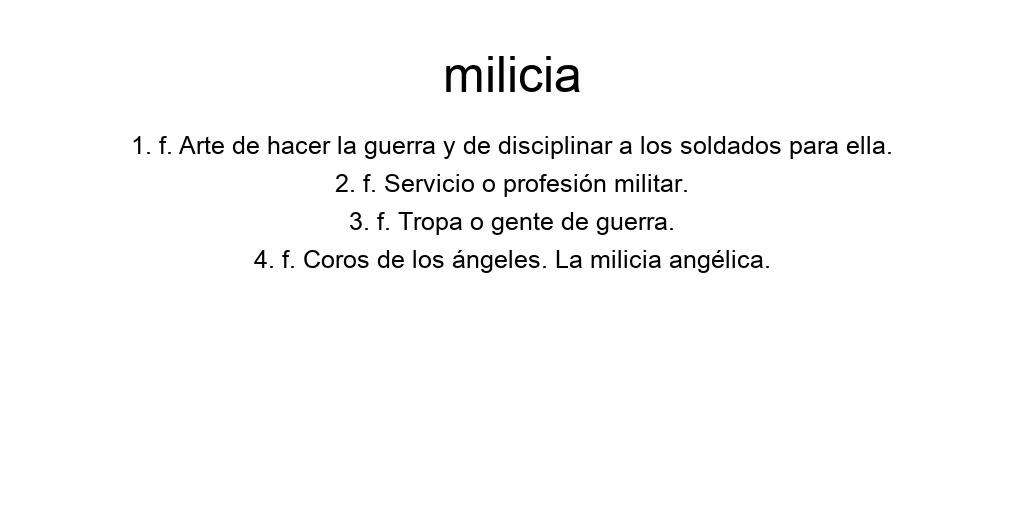 milicia
1. f. Arte de hacer la guerra y de disciplinar a los soldados para ella.
2. f. Servicio o profesión militar.
3. f. Tropa o gente de guerra.
4. f. Coros de los ángeles. La milicia angélica.